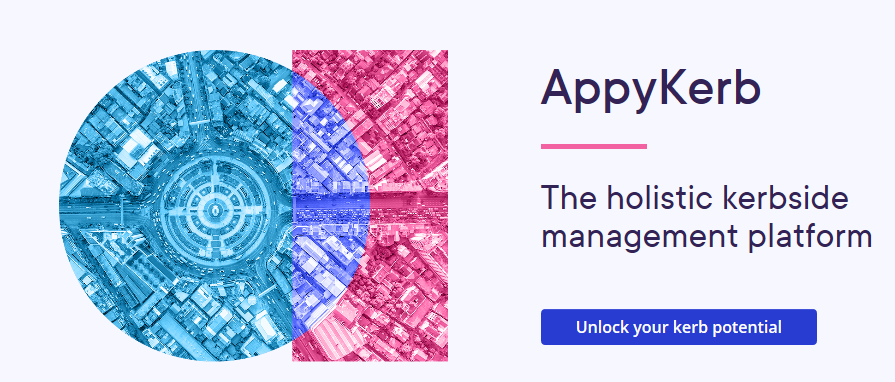 AppyKerb
The holistic kerbside
management platform
Unlock your kerb potential